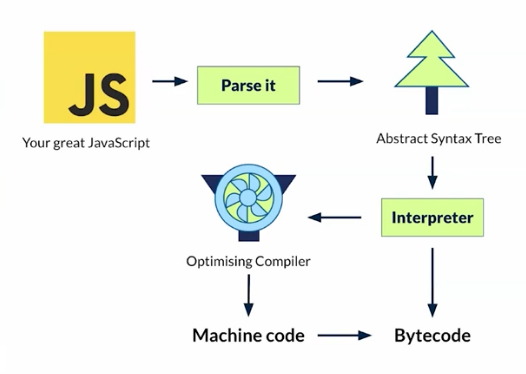 JS
Parse it
Your great JavaScript
Abstract Syntax Tree
Interpreter
Optimising Compiler
Machine code
Bytecode